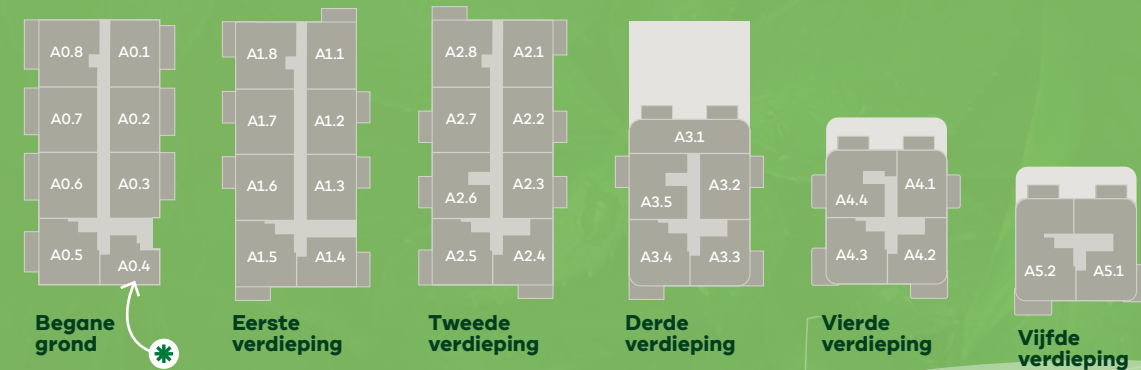 A0.8 A0.1
A0.7 A0.2
A0.6 A0.3
A0.5 A0.4
Begane
grond
A1.8 A1.1
A1.7 A1.2
A1.6 A1.3
A1.5 A1.4
Eerste
verdieping
A2.8 A2.1
A2.7 A2.2
A2.6 A2.3
A2.5 A2.4
Tweede
verdieping
A3.1
A3.5 A3.2
A3.4 A3.3
Derde
verdieping
A4.4 A4.1
A4.3 A4.2
Vierde
verdieping
A5.2 A5.1
Vijfde
verdieping